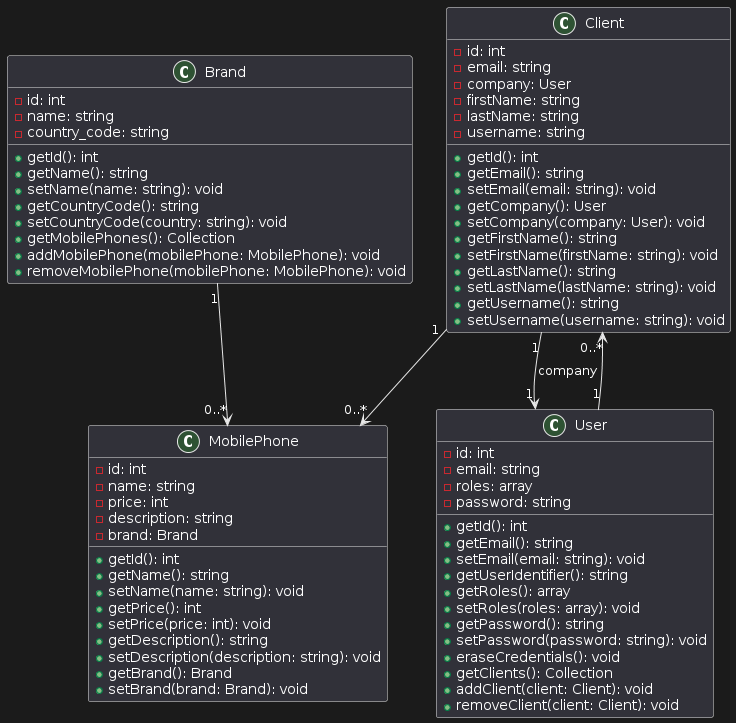 C Brand
id: int
name: string
country_code: string
getId(): int
getName(): string
setName(name: string): void
getCountryCode(): string
setCountryCode(country: string): void
getMobilePhones(): Collection
addMobilePhone(mobilePhone: MobilePhone): void
removeMobilePhone(mobilePhone: MobilePhone): void
C Client
id: int
email: string
company: User
firstName: string
lastName: string
username: string
getId(): int
getEmail(): string
setEmail(email: string): void
getCompany(): User
setCompany(company: User): void
getFirstName(): string
setFirstName(firstName: string): void
getLastName(): string
setLastName(lastName: string): void
getUsername(): string
setUsername(username: string): void
1
0..*
1
0..*
1
company
1
0..*
1
C MobilePhone
id: int
name: string
price: int
description: string
brand: Brand
getId(): int
getName(): string
setName(name: string): void
getPrice(): int
setPrice(price: int): void
getDescription(): string
setDescription(description: string): void
getBrand(): Brand
setBrand(brand: Brand): void
C User
id: int
email: string
roles: array
password: string
getId(): int
getEmail(): string
setEmail(email: string): void
getUserIdentifier(): string
getRoles(): array
setRoles(roles: array): void
getPassword(): string
setPassword(password: string): void
eraseCredentials(): void
getClients(): Collection
addClient(client: Client): void
removeClient(client: Client): void